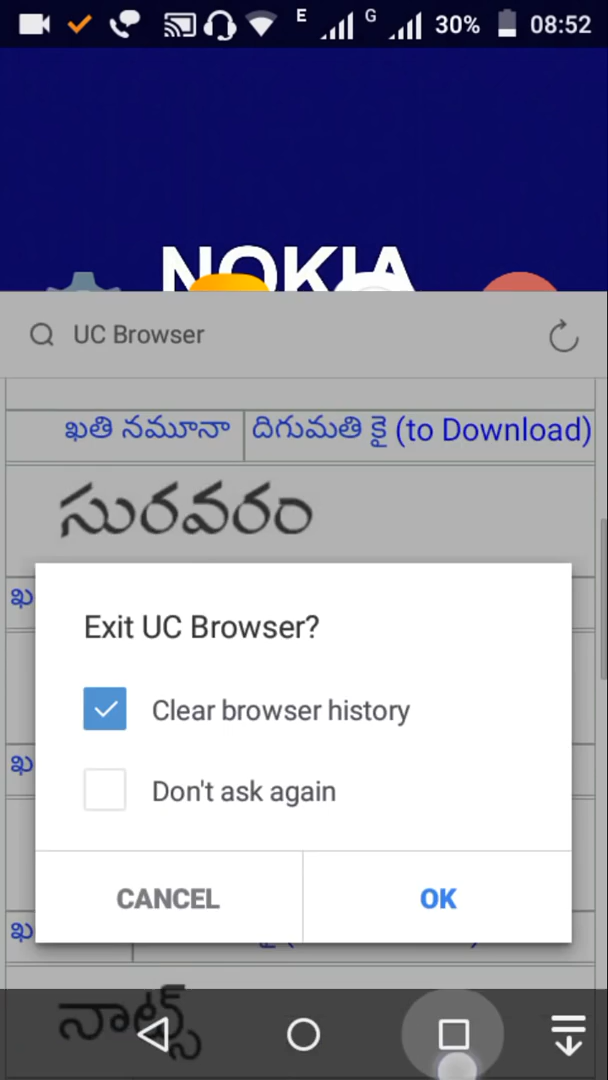 E G 30% 08:52
NOKIA
UC Browser
ఖతి నమూనా దిగుమతి కై (to Download)
సురవరం
ఖ
Exit UC Browser?
Clear browser history
ఖ
Don't ask again
CANCEL OK
ఖ
నాట్స్